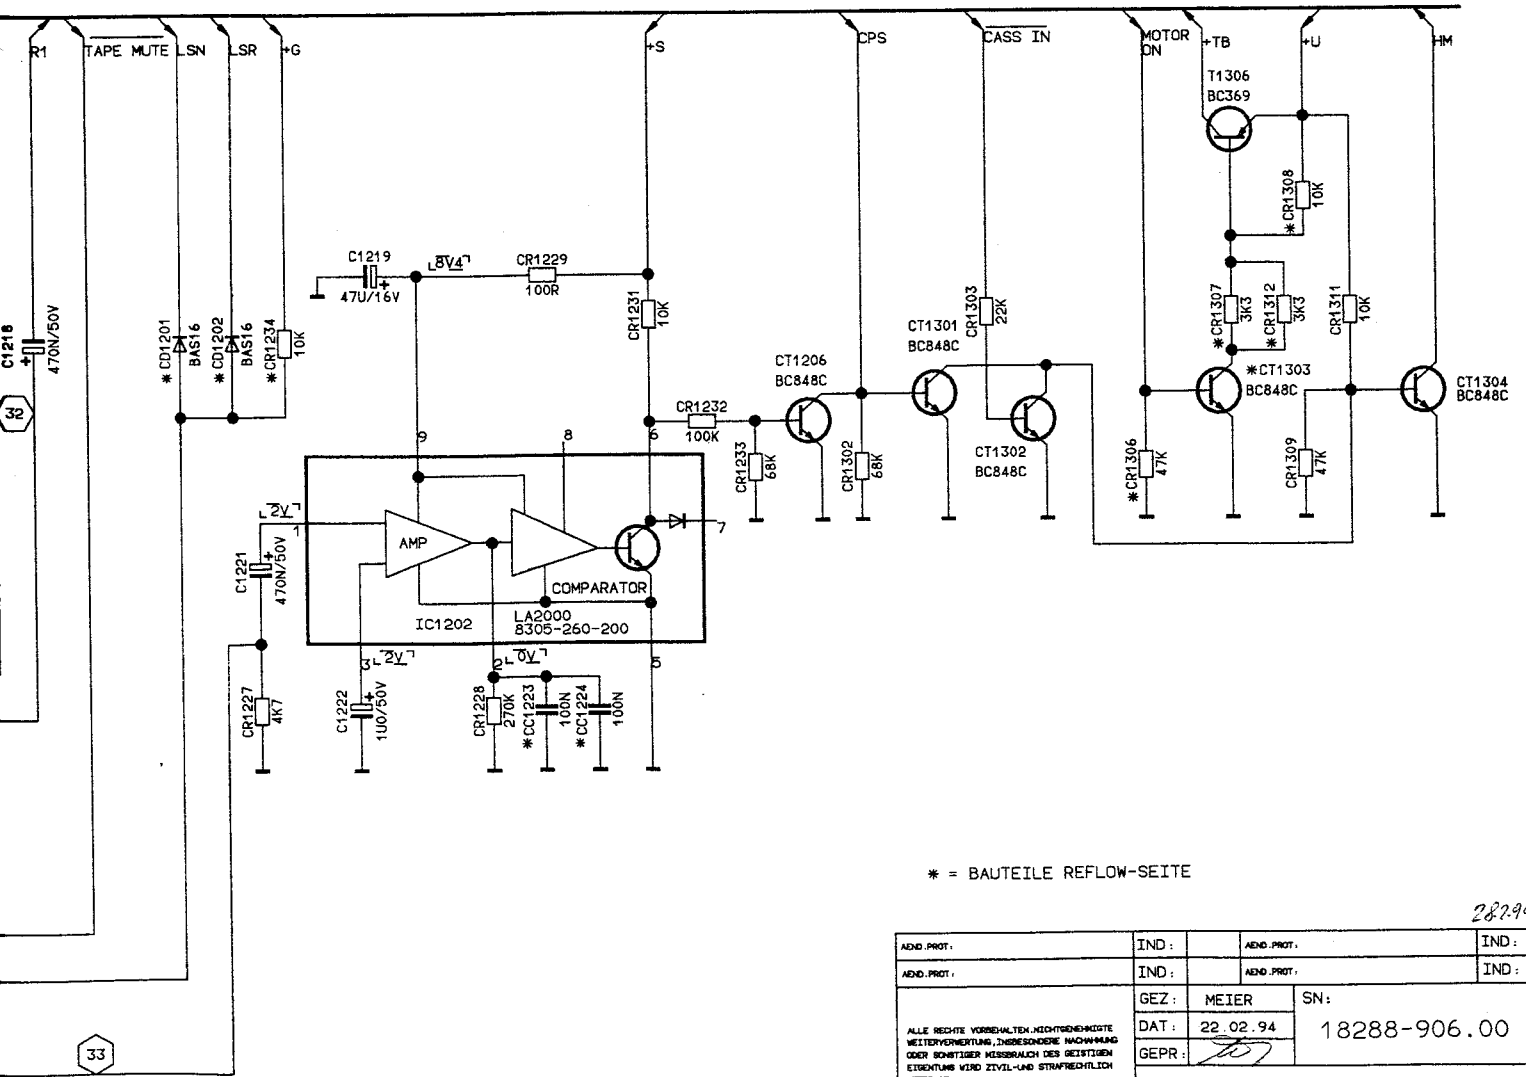 R1 TAPE MUTE LSN LSR +G +S CPS CASS IN MOTOR +TB +U HM
ON
T1306
BC369
*CR1308
10K
C1219
47U/16V
8V4
CR1229
100R
CR1231
10K
C1218
470N/50V
*CD1201
BAS16
*CD1202
BAS16
*CR1234
10K
CR1303
22K
CT1301
BC848C
*CR1307
3K3
*CR1312
3K3
CR1311
10K
CT1206
BC848C
*CT1303
BC848C
CT1304
BC848C
32
CR1232
100K
CR1233
68K
CR1302
68K
CT1302
BC848C
*CR1306
47K
CR1309
47K
9
8
6
2V
1
AMP
7
COMPARATOR
C1221
470N/50V
IC1202
LA2000
8305-260-200
3
2V
2
0V
5
CR1227
4K7
C1222
1U0/50V
CR1228
270K
*CC1223
100N
*CC1224
100N
33
* = BAUTEILE REFLOW-SEITE
AEND.PROT: IND: AEND.PROT: IND:
AEND.PROT: IND: AEND.PROT: IND:
GEZ: MEIER SN:
DAT: 22.02.94 18288-906.00
GEPR:
ALLE RECHTE VORBEHALTEN.NICHTGENEHMIGTE
WEITERVERWERTUNG,INSBESONDERE NACHAHMUNG
ODER SONSTIGER MISSBRAUCH DES GEISTIGEN
EIGENTUMS WIRD ZIVIL-UND STRAFRECHTLICH